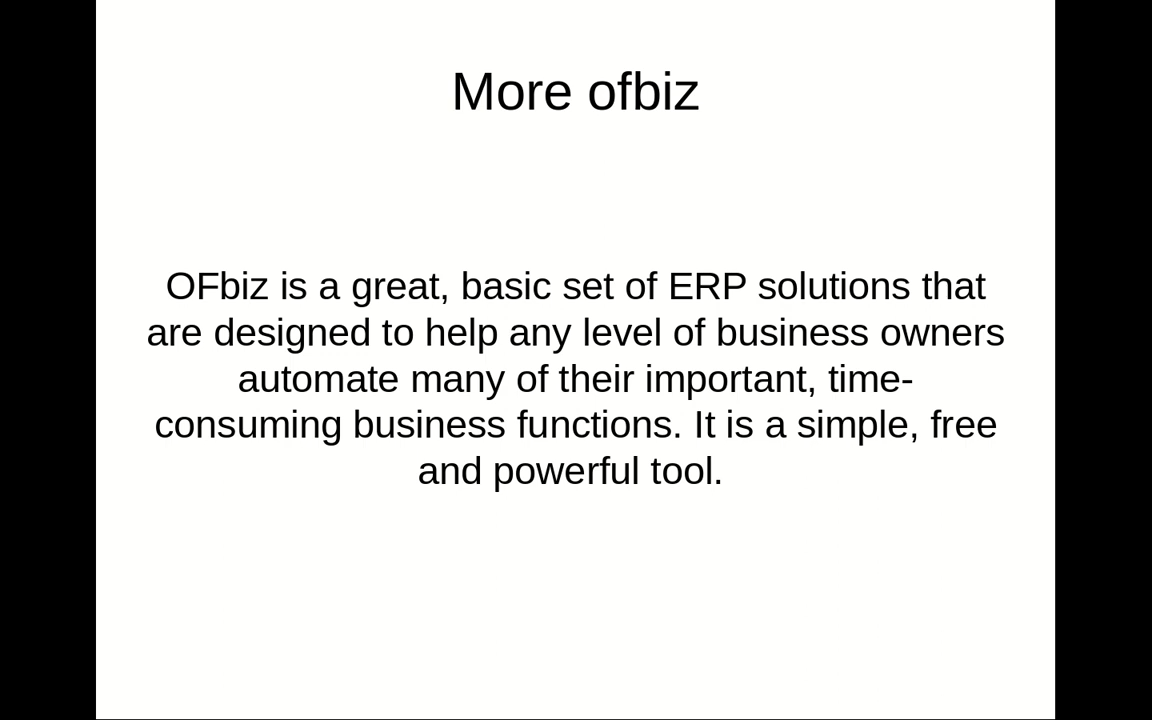 More ofbiz
OFbiz is a great, basic set of ERP solutions that
are designed to help any level of business owners
automate many of their important, time-
consuming business functions. It is a simple, free
and powerful tool.